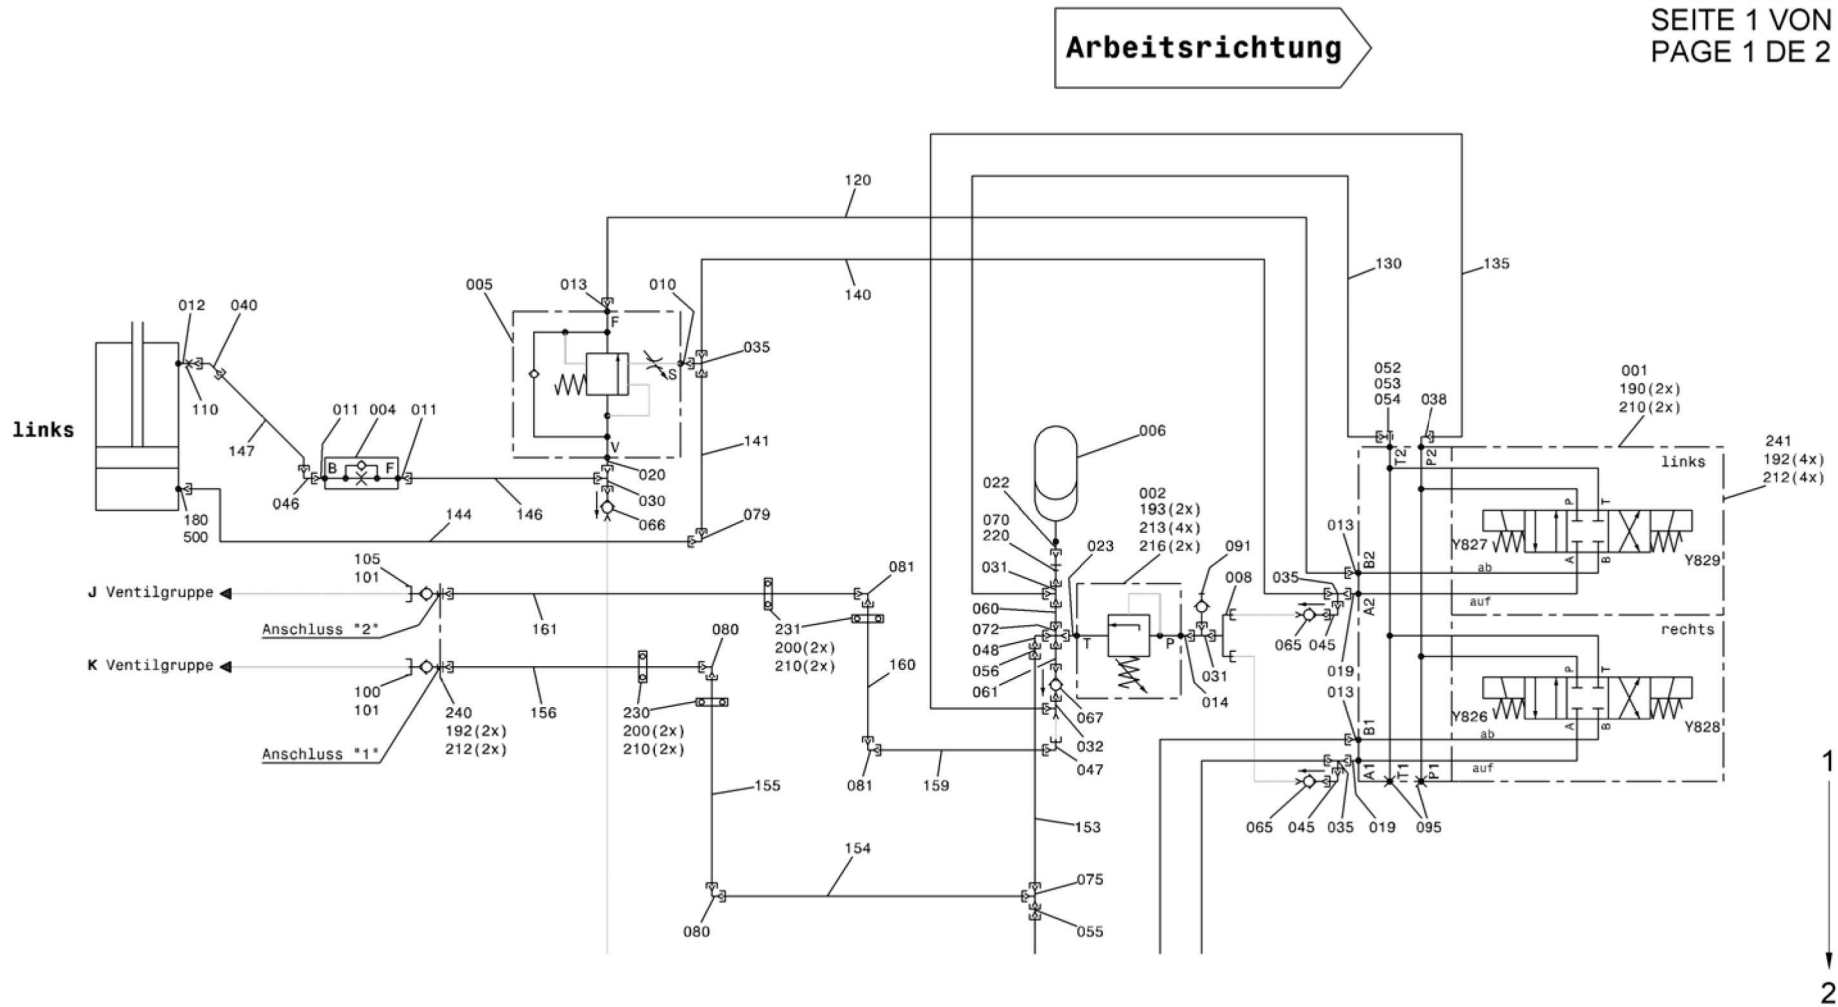 SEITE 1 VON
PAGE 1 DE 2
Arbeitsrichtung
120
140
130
135
012
040
005
013
010
035
110
147
011
004
011
B
F
F
S
V
links
046
146
020
030
066
141
079
180
500
144
052
053
054
038
001
190(2x)
210(2x)
241
192(4x)
212(4x)
T2
P2
links
P
T
A
B
Y827
Y829
ab
auf
013
B2
A2
035
006
022
070
220
031
023
002
193(2x)
213(4x)
216(2x)
091
008
060
072
048
056
061
T
P
031
014
067
032
047
065
045
019
013
rechts
P
T
A
B
Y826
Y828
ab
auf
B1
A1
T1
P1
065
045
035
019
095
105
101
J Ventilgruppe
Anschluss "2"
161
081
231
200(2x)
210(2x)
080
K Ventilgruppe
100
101
Anschluss "1"
240
192(2x)
212(2x)
156
230
200(2x)
210(2x)
160
081
159
155
153
154
075
055
080
1
2